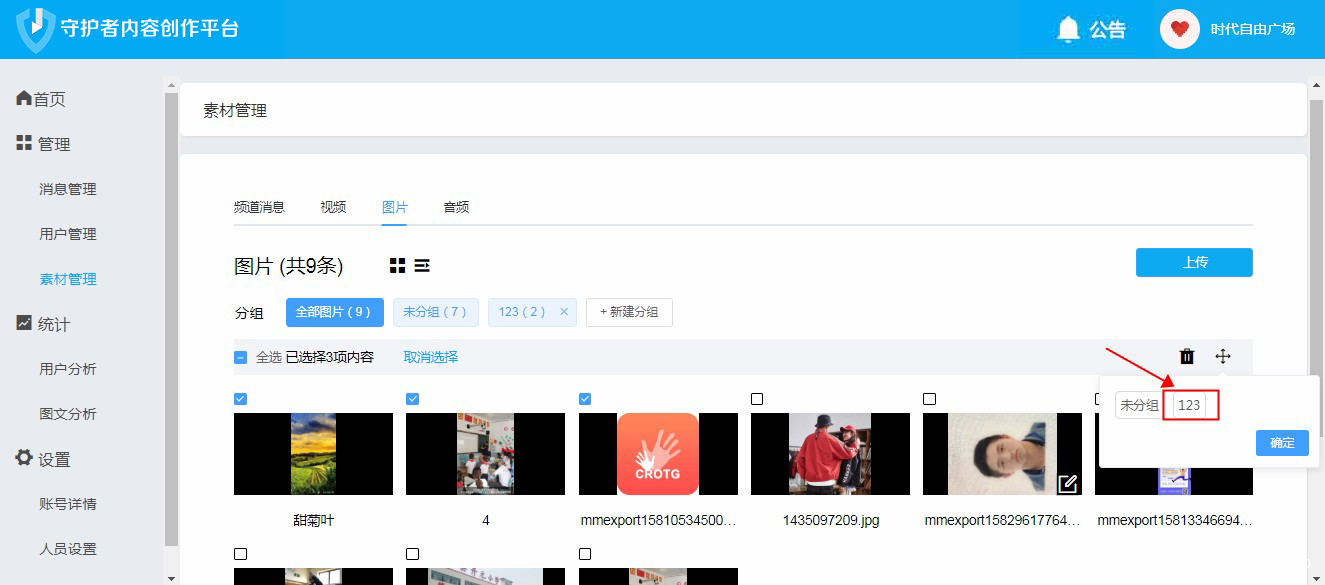 守护者内容创作平台
公告
时代自由广场
首页
管理
消息管理
用户管理
素材管理
统计
用户分析
图文分析
设置
账号详情
人员设置
素材管理
频道消息 视频 图片 音频
图片 (共9条)
上传
分组 全部图片 ( 9 ) 未分组 ( 7 ) 123 ( 2 ) × + 新建分组
全选 已选择3项内容 取消选择
未分组 123
确定
CROTG
甜菊叶 4 mmexport15810534500... 1435097209.jpg mmexport15829617764... mmexport15813346694...